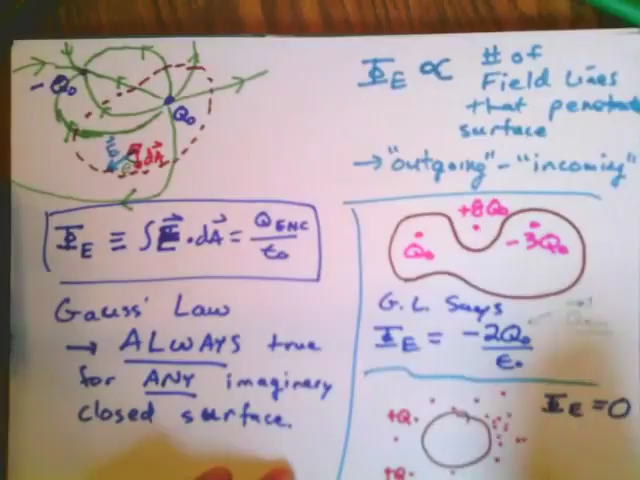 -Q₀
Q₀
E
dA
Φ_E ∝ # of
Field Lines
that penetrate
surface
→ "outgoing" - "incoming"
Φ_E ≡ ∫E⃗·dA⃗ = Q_ENC / ε₀
Gauss' Law
→ ALWAYS true
for ANY imaginary
closed surface.
+8Q₀
Q₀
-3Q₀
G.L. Says
Φ_E = -2Q₀ / ε₀
Φ_E = 0
+Q
+Q